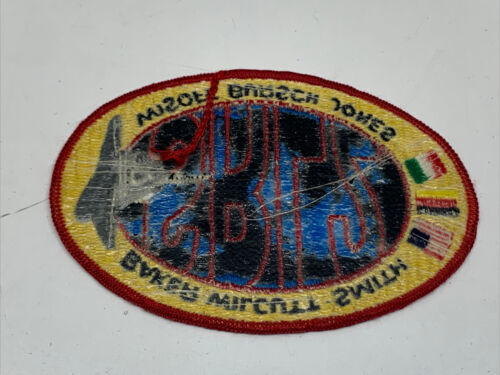 WISOFF BURSCH JONES
BAKER WILCUTT SMITH